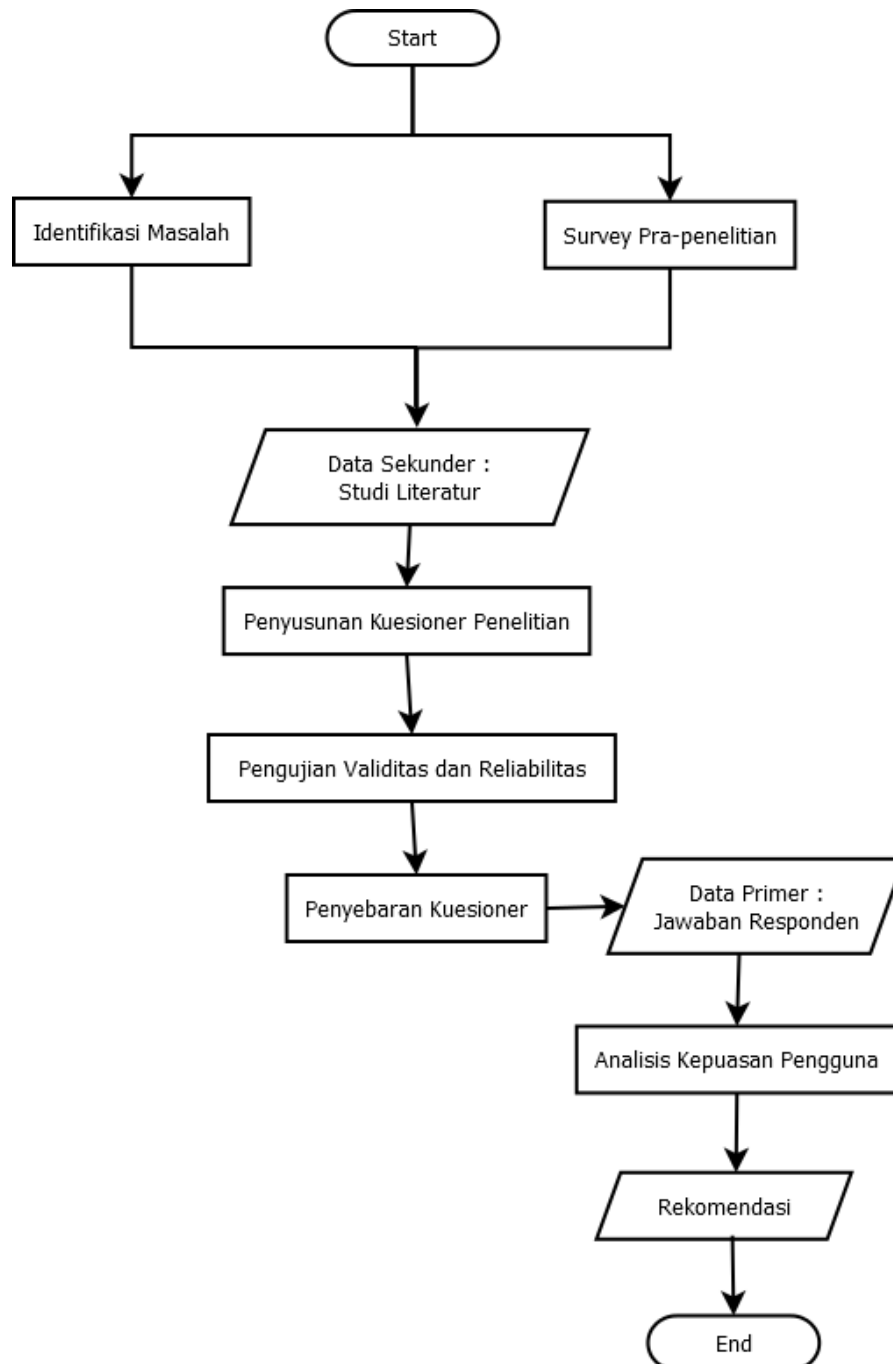 Start
Identifikasi Masalah
Survey Pra-penelitian
Data Sekunder :
Studi Literatur
Penyusunan Kuesioner Penelitian
Pengujian Validitas dan Reliabilitas
Penyebaran Kuesioner
Data Primer :
Jawaban Responden
Analisis Kepuasan Pengguna
Rekomendasi
End